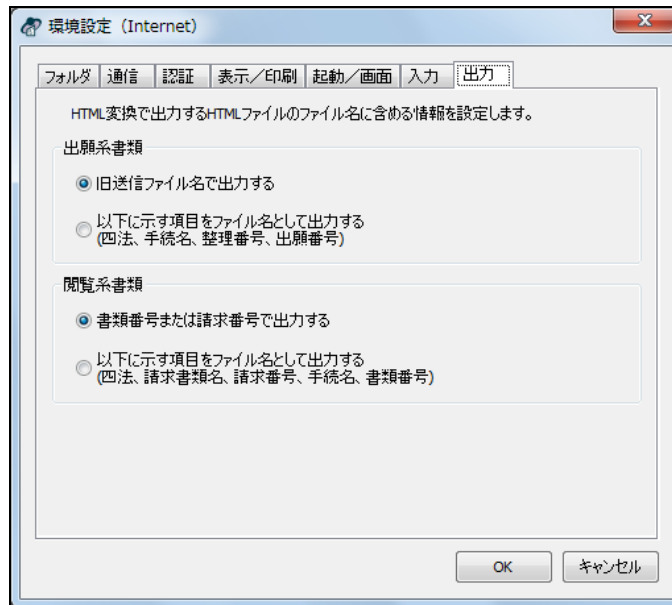 環境設定（Internet）
フォルダ 通信 認証 表示／印刷 起動／画面 入力 出力
HTML変換で出力するHTMLファイルのファイル名に含める情報を設定します。
出願系書類
旧送信ファイル名で出力する
以下に示す項目をファイル名として出力する
(四法、手続名、整理番号、出願番号)
閲覧系書類
書類番号または請求番号で出力する
以下に示す項目をファイル名として出力する
(四法、請求書類名、請求番号、手続名、書類番号)
OK キャンセル